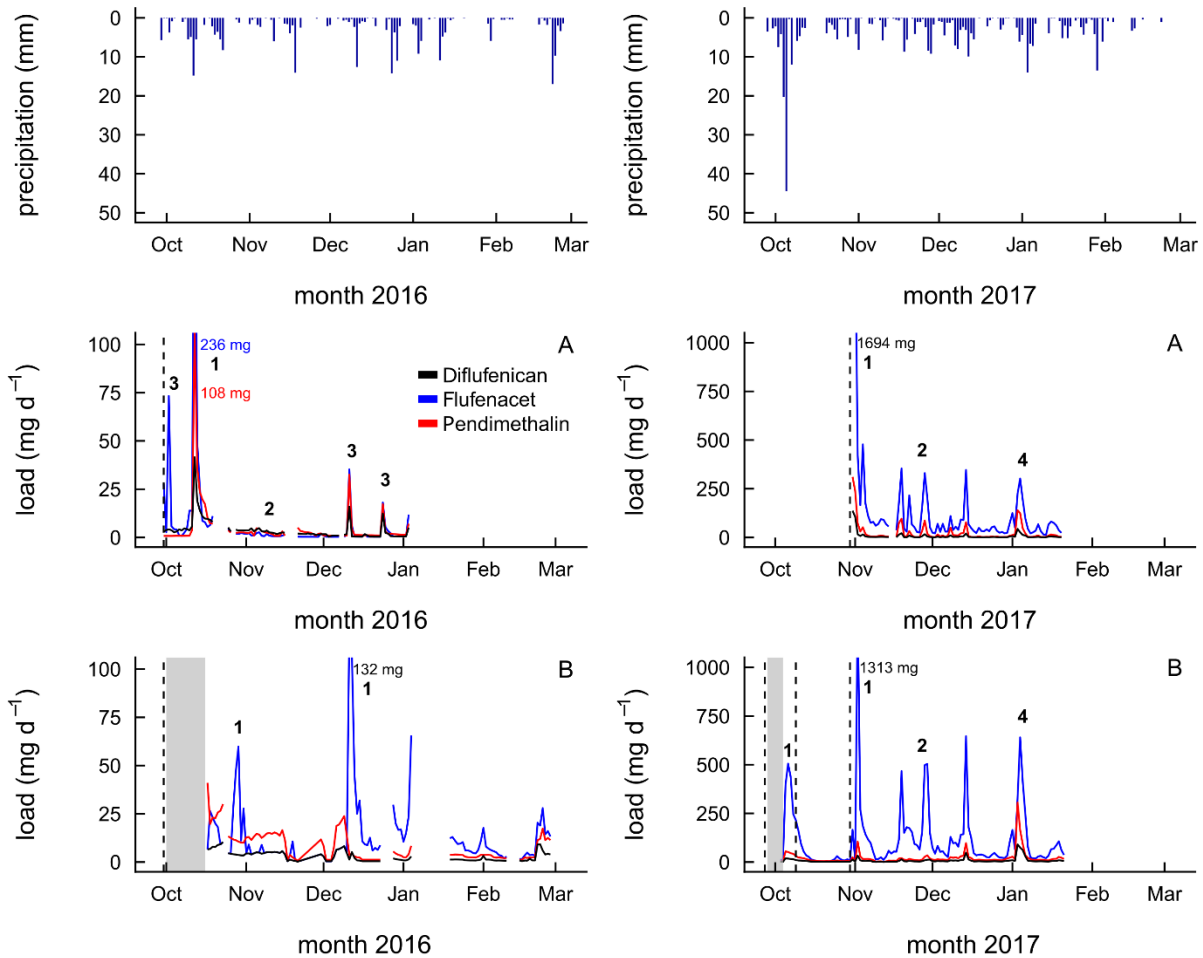 precipitation (mm)
0
10
20
30
40
50
Oct Nov Dec Jan Feb Mar
month 2016
precipitation (mm)
0
10
20
30
40
50
Oct Nov Dec Jan Feb Mar
month 2017
load (mg d⁻¹)
100
75
50
25
0
A
236 mg
1
3
108 mg
Diflufenican
Flufenacet
Pendimethalin
3
3
2
Oct Nov Dec Jan Feb Mar
month 2016
load (mg d⁻¹)
1000
750
500
250
0
A
1694 mg
1
2
4
Oct Nov Dec Jan Feb Mar
month 2017
load (mg d⁻¹)
100
75
50
25
0
B
132 mg
1
1
Oct Nov Dec Jan Feb Mar
month 2016
load (mg d⁻¹)
1000
750
500
250
0
B
1313 mg
1
1
2
4
Oct Nov Dec Jan Feb Mar
month 2017